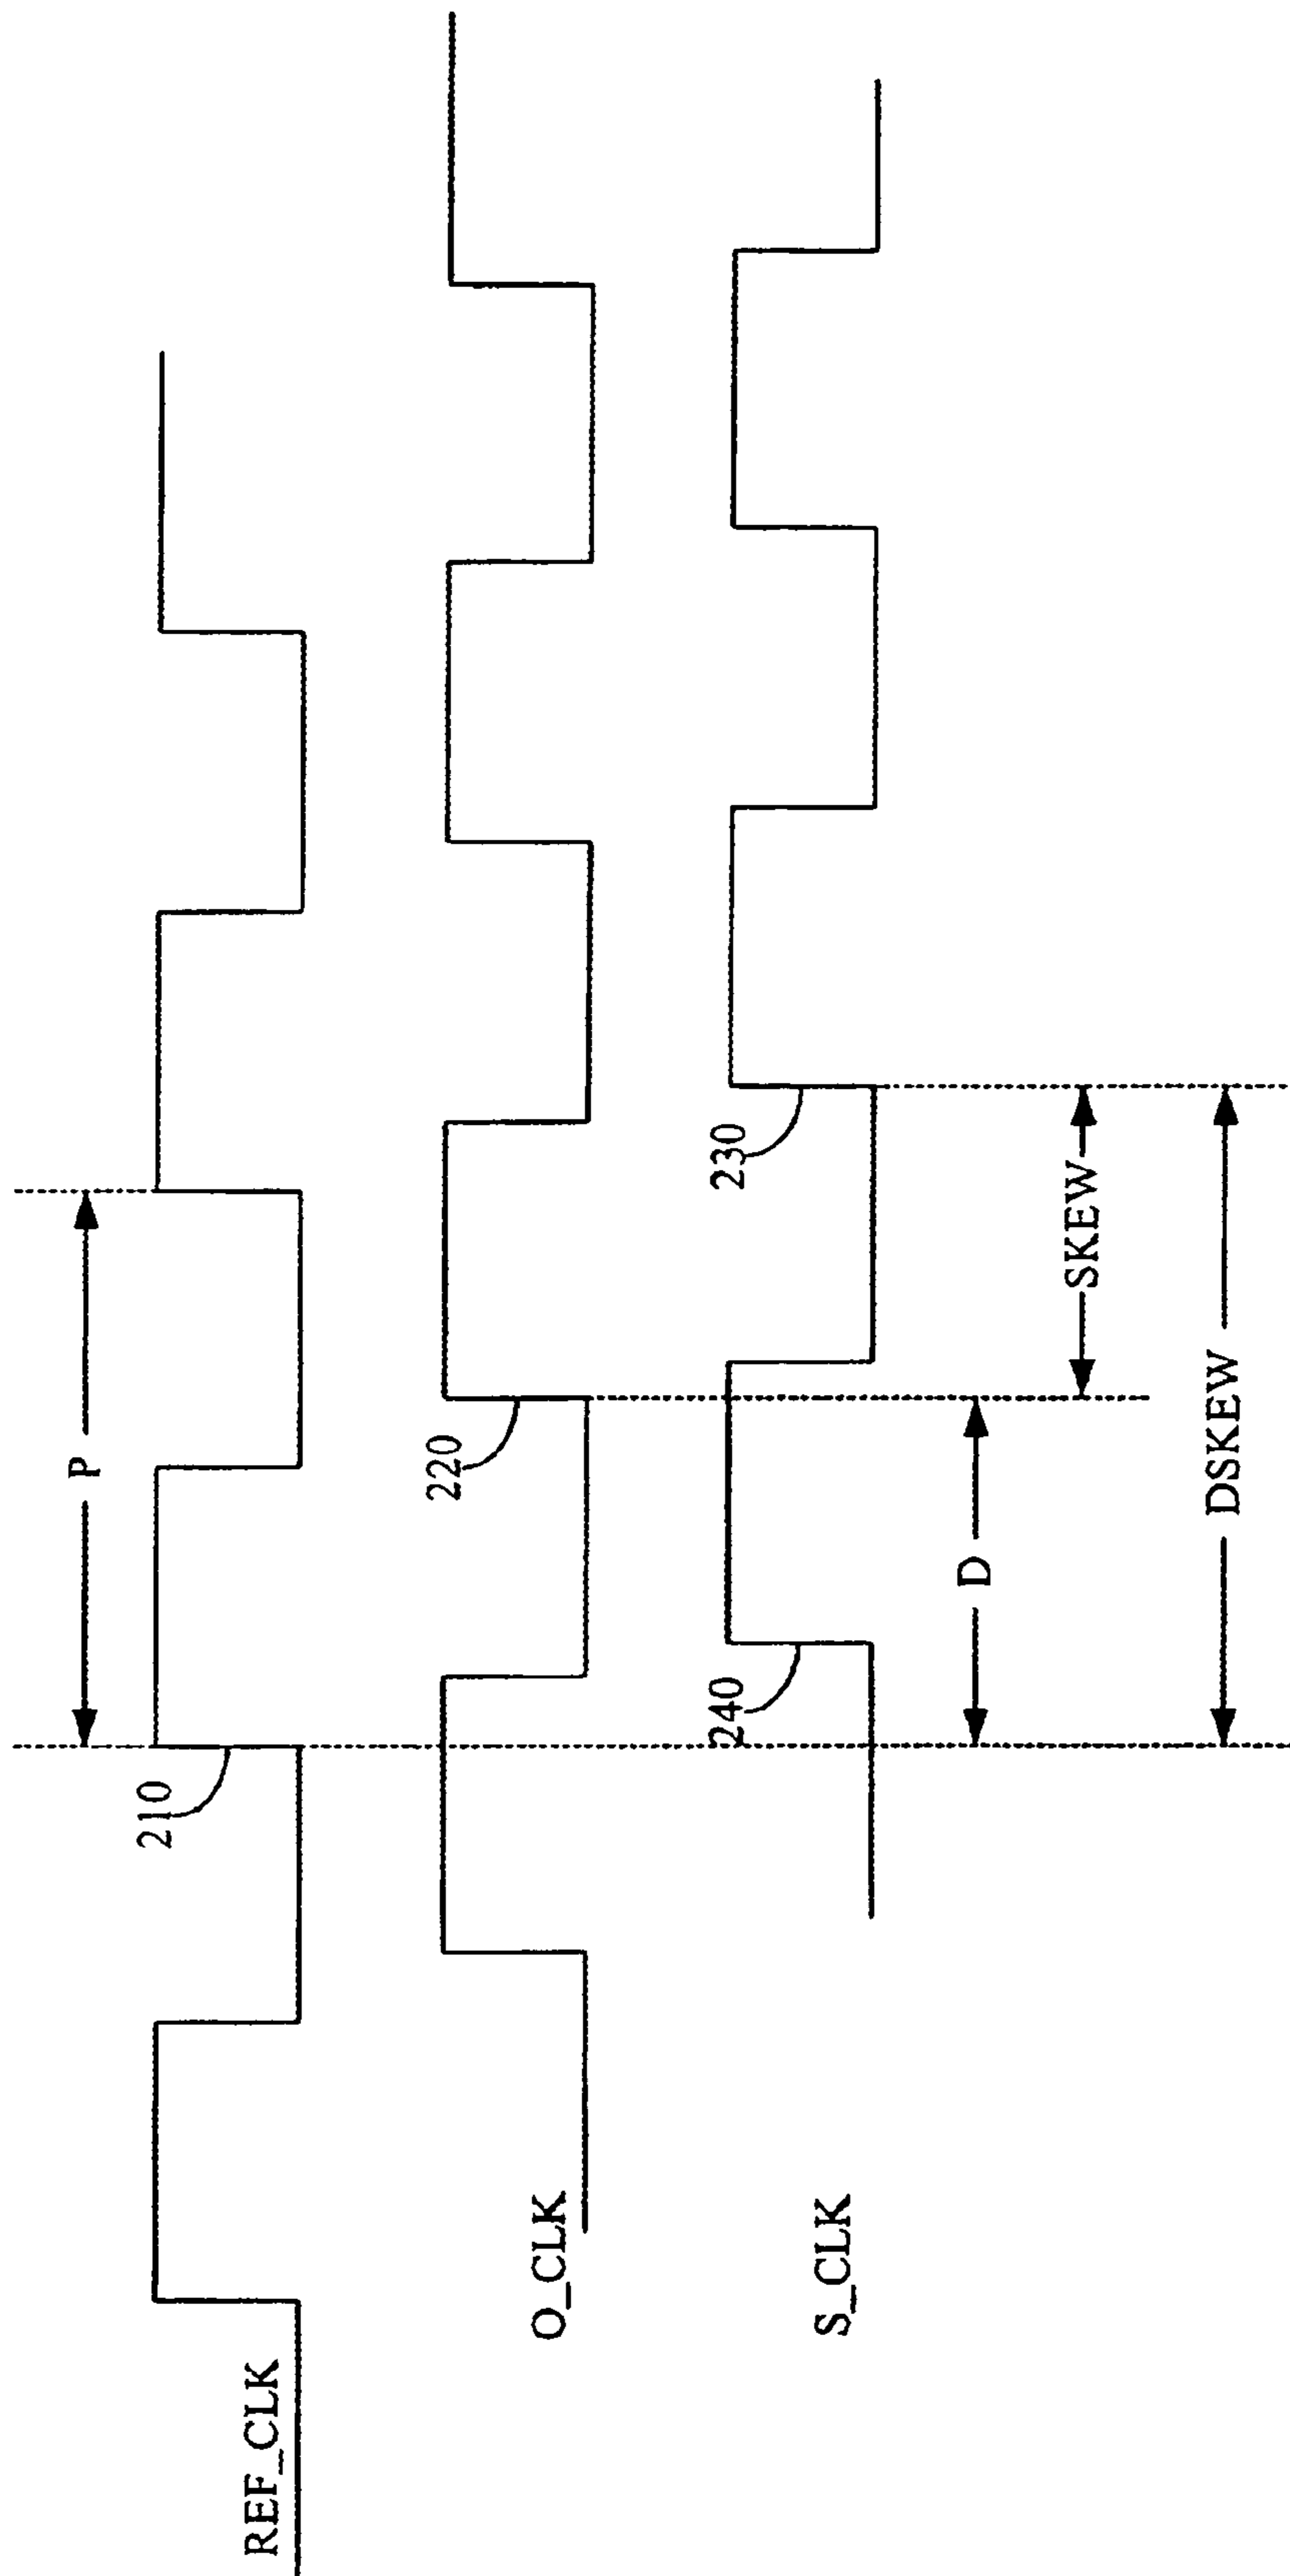 P
REF_CLK
210
O_CLK
220
S_CLK
240
230
D
SKEW
DSKEW